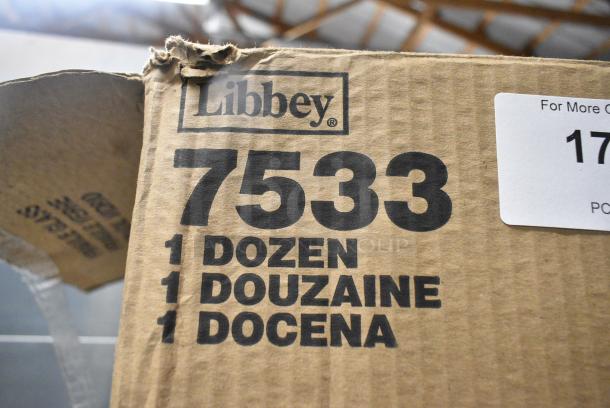 Libbey®
7533
1 DOZEN
1 DOUZAINE
1 DOCENA
For More
17
PC